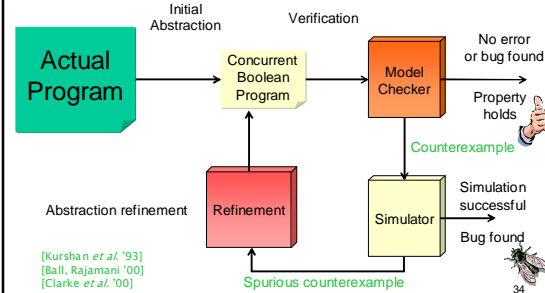 Initial
Abstraction
Verification
Actual
Program
Concurrent
Boolean
Program
Model
Checker
No error
or bug found
Property
holds
Counterexample
Abstraction refinement
Refinement
Simulator
Simulation
successful
Bug found
[Kurshan et al. '93]
[Ball, Rajamani '00]
[Clarke et al. '00]
Spurious counterexample
34